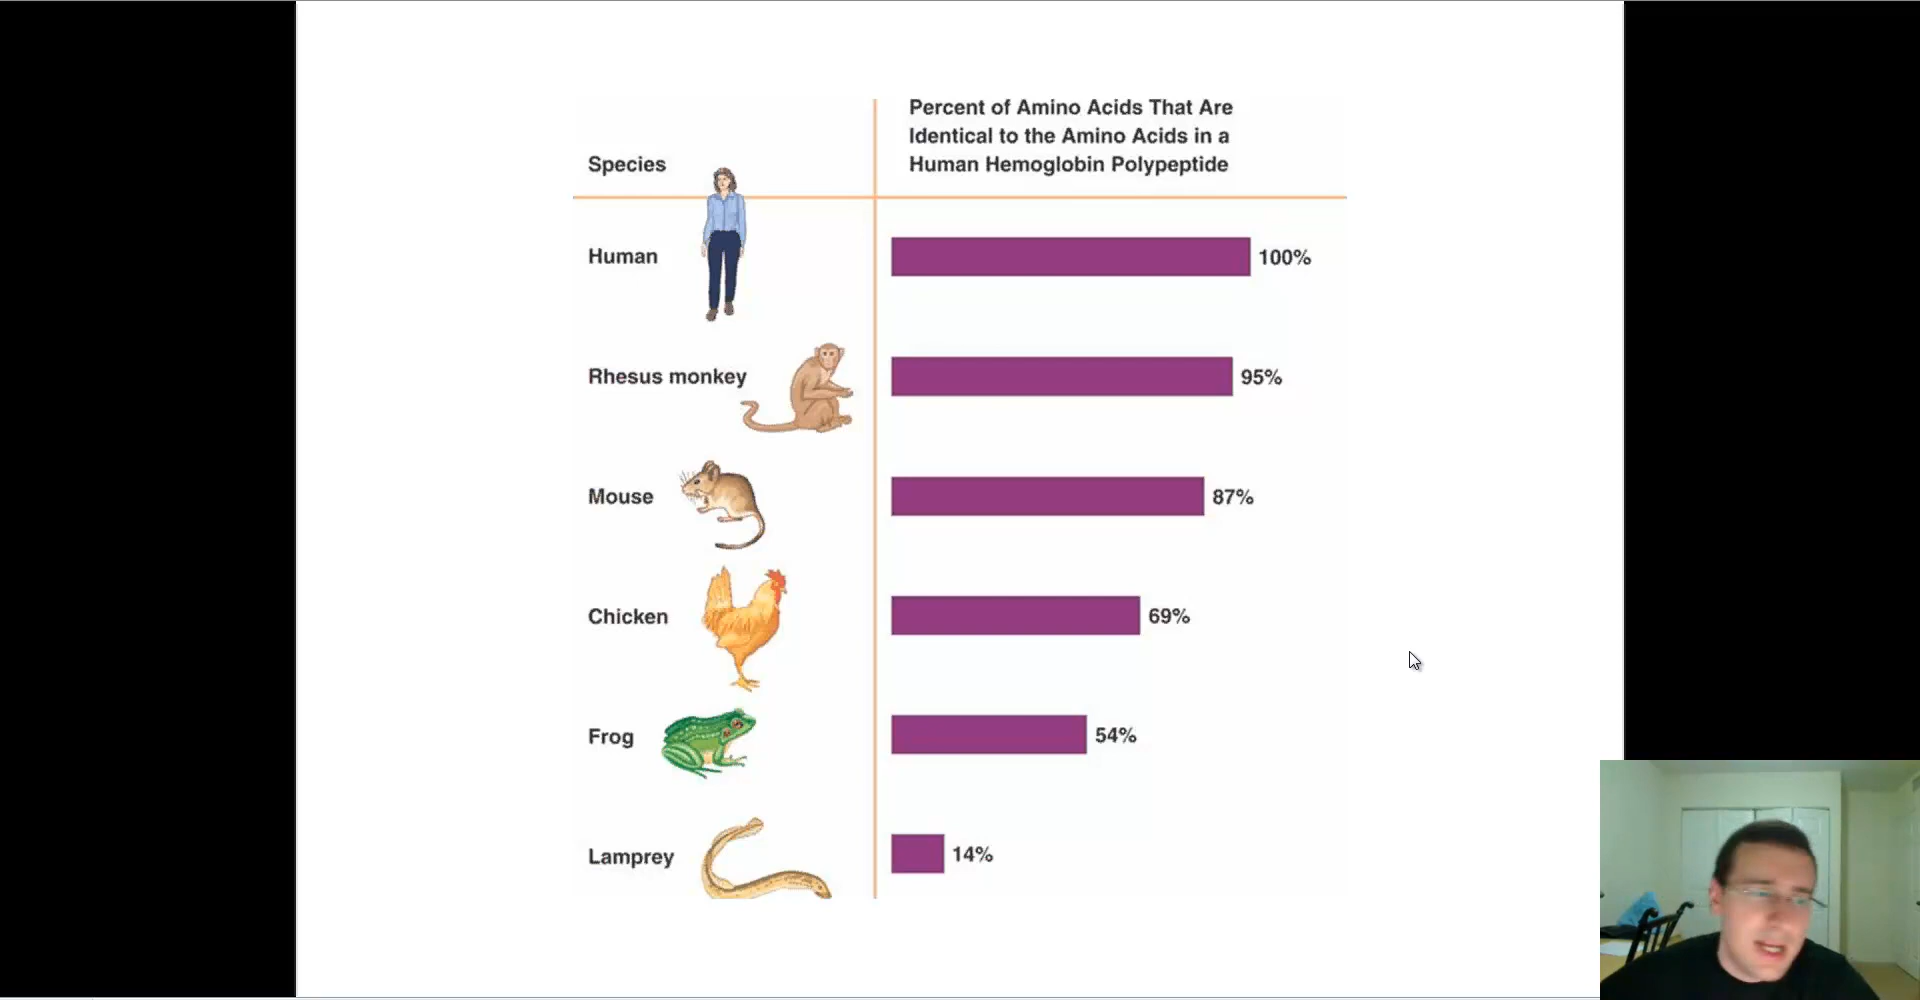 Percent of Amino Acids That Are
Identical to the Amino Acids in a
Human Hemoglobin Polypeptide
Species
Human
100%
Rhesus monkey
95%
Mouse
87%
Chicken
69%
Frog
54%
Lamprey
14%